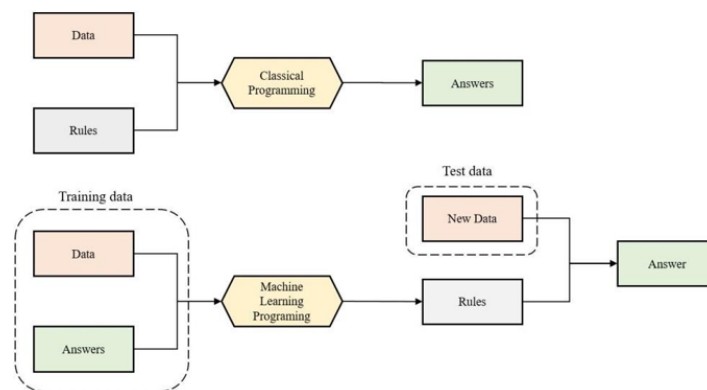 Data
Classical
Programming
Answers
Rules
Training data
Test data
Data
New Data
Answer
Machine
Learning
Programing
Rules
Answers